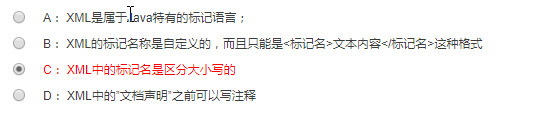 A： XML是属于Java特有的标记语言；
B： XML的标记名称是自定义的，而且只能是<标记名>文本内容</标记名>这种格式
C： XML中的标记名是区分大小写的
D： XML中的”文档声明”之前可以写注释